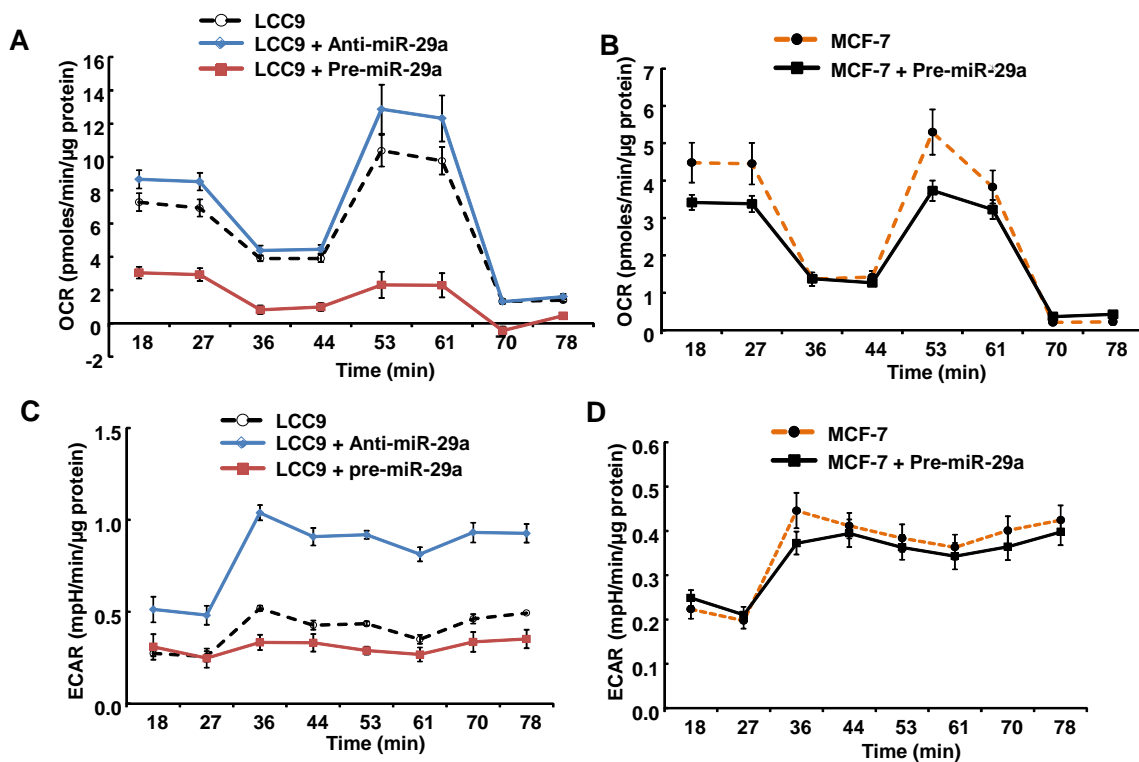 A
LCC9
LCC9 + Anti-miR-29a
LCC9 + Pre-miR-29a
OCR (pmoles/min/µg protein)
16
14
12
10
8
6
4
2
0
-2
18 27 36 44 53 61 70 78
Time (min)
B
MCF-7
MCF-7 + Pre-miR-29a
OCR (pmoles/min/µg protein)
7
6
5
4
3
2
1
0
18 27 36 44 53 61 70 78
Time (min)
C
LCC9
LCC9 + Anti-miR-29a
LCC9 + pre-miR-29a
ECAR (mpH/min/µg protein)
1.5
1.0
0.5
0.0
18 27 36 44 53 61 70 78
Time (min)
D
MCF-7
MCF-7 + Pre-miR-29a
ECAR (mpH/min/µg protein)
0.6
0.5
0.4
0.3
0.2
0.1
0.0
18 27 36 44 53 61 70 78
Time (min)